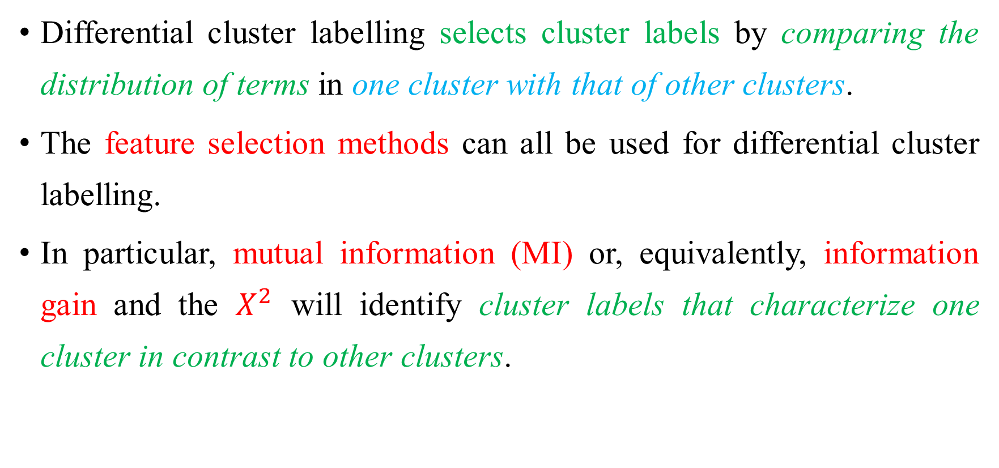 • Differential cluster labelling selects cluster labels by comparing the
distribution of terms in one cluster with that of other clusters.
• The feature selection methods can all be used for differential cluster
labelling.
• In particular, mutual information (MI) or, equivalently, information
gain and the X² will identify cluster labels that characterize one
cluster in contrast to other clusters.